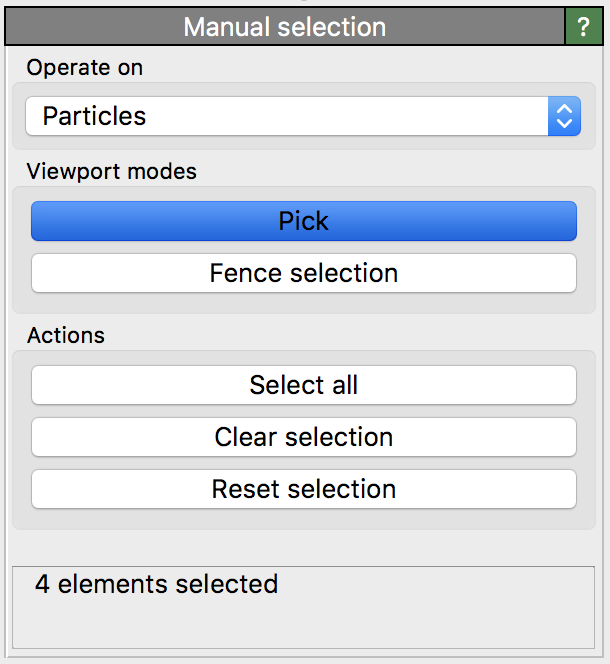 Manual selection ?
Operate on
Particles
Viewport modes
Pick
Fence selection
Actions
Select all
Clear selection
Reset selection
4 elements selected